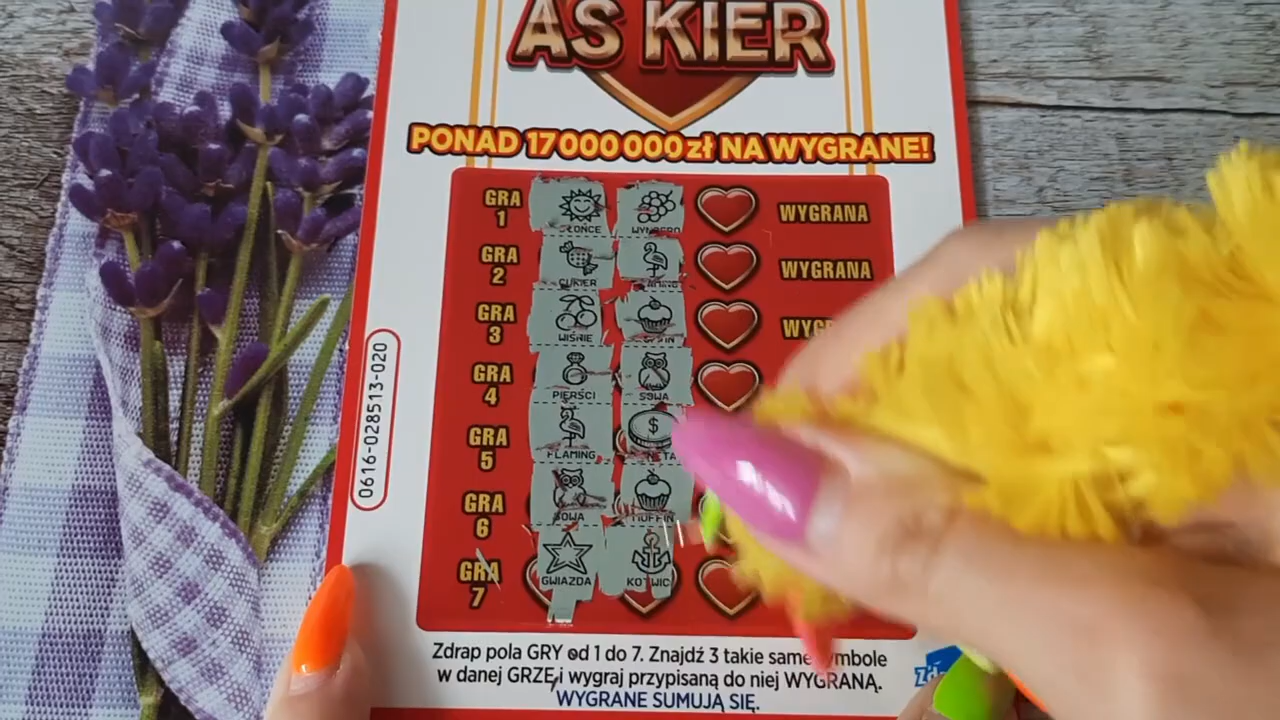 AS KIER
PONAD 17 000 000 zł NA WYGRANE!
GRA 1 WYGRANA
SŁOŃCE
GRA 2 WYGRANA
CUKIER
GRA 3
WIŚNIE
GRA 4
PIERŚCI SOWA
GRA 5
FLAMING
GRA 6
SOWA MUFFIN
GRA 7
GWIAZDA KOTWIC
0616-028513-020
Zdrap pola GRY od 1 do 7. Znajdź 3 takie same symbole
w danej GRZE i wygraj przypisaną do niej WYGRANĄ.
WYGRANE SUMUJĄ SIĘ.